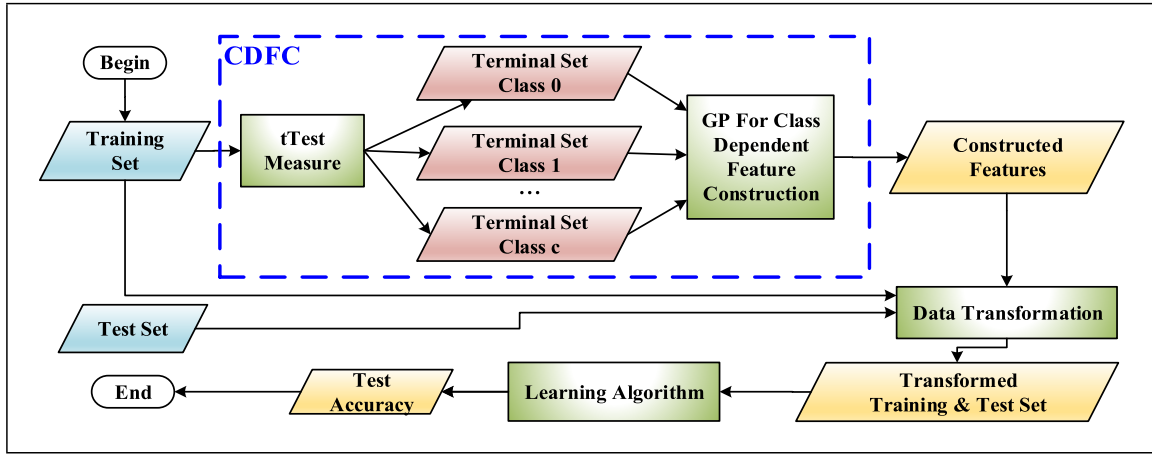 CDFC
Begin
Training
Set
tTest
Measure
Terminal Set
Class 0
Terminal Set
Class 1
...
Terminal Set
Class c
GP For Class
Dependent
Feature
Construction
Constructed
Features
Test Set
Data Transformation
Transformed
Training & Test Set
Learning Algorithm
Test
Accuracy
End